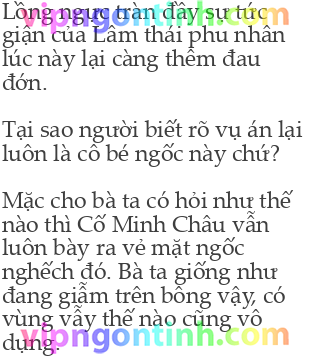 Lồng ngực tràn đầy sự tức
vipngontinh.com
giận của Lâm thái phu nhân
lúc này lại càng thêm đau
đớn.
Tại sao người biết rõ vụ án lại
luôn là cô bé ngốc này chứ?
Mặc cho bà ta có hỏi như thế
nào thì Cố Minh Châu vẫn
luôn bày ra vẻ mặt ngốc
nghếch đó. Bà ta giống như
đang giẫm trên bông vậy, có
vùng vẫy thế nào cũng vô
vipngontinh.com
dụng.